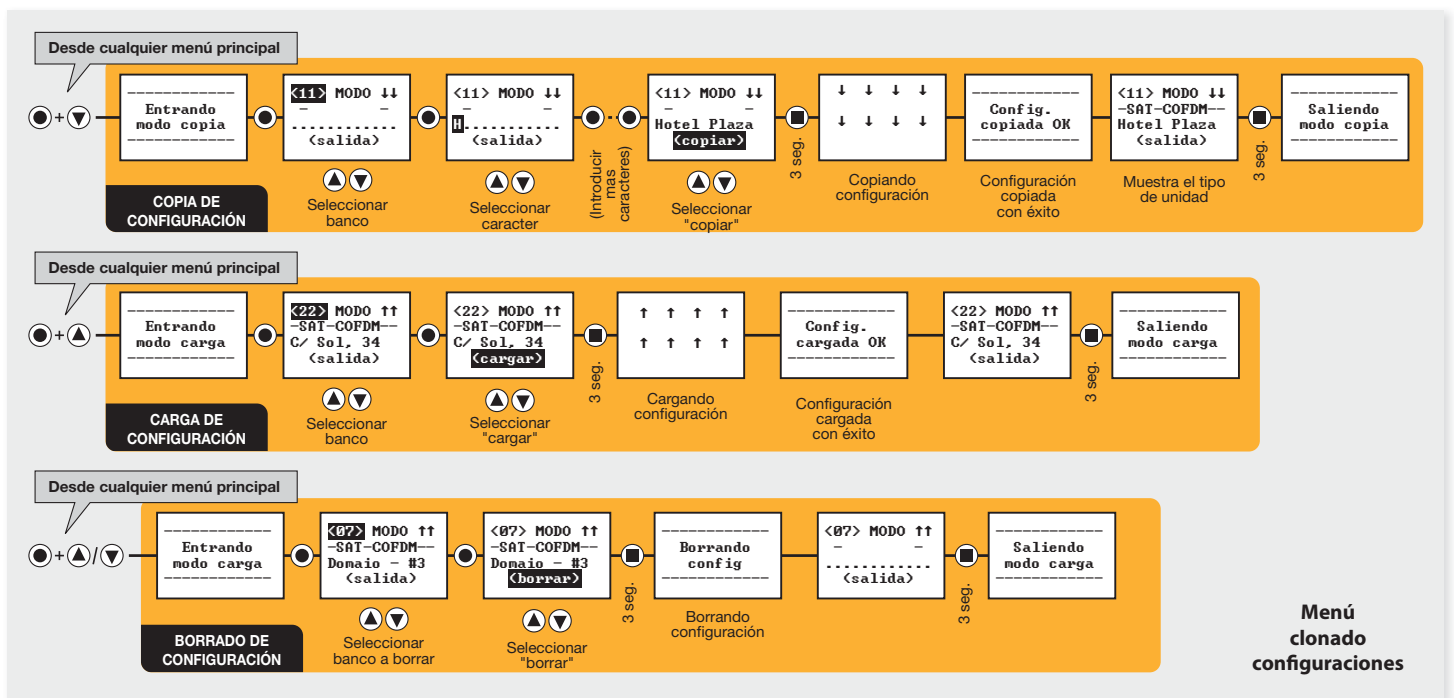 Desde cualquier menú principal
+
------------
Entrando
modo copia
------------
<11> MODO ↓↓
- -
............
(salida)
Seleccionar
banco
<11> MODO ↓↓
- -
H...........
(salida)
Seleccionar
caracter
(Introducir
mas
caracteres)
<11> MODO ↓↓
- -
Hotel Plaza
(copiar)
Seleccionar
"copiar"
3 seg.
↓ ↓ ↓ ↓
↓ ↓ ↓ ↓
Copiando
configuración
------------
Config.
copiada OK
------------
Configuración
copiada
con éxito
<11> MODO ↓↓
-SAT-COFDM--
Hotel Plaza
(salida)
Muestra el tipo
de unidad
3 seg.
------------
Saliendo
modo copia
------------
COPIA DE
CONFIGURACIÓN
Desde cualquier menú principal
+
------------
Entrando
modo carga
------------
<22> MODO ↑↑
-SAT-COFDM--
C/ Sol, 34
(salida)
Seleccionar
banco
<22> MODO ↑↑
-SAT-COFDM--
C/ Sol, 34
(cargar)
Seleccionar
"cargar"
3 seg.
↑ ↑ ↑ ↑
↑ ↑ ↑ ↑
Cargando
configuración
------------
Config.
cargada OK
------------
Configuración
cargada
con éxito
<22> MODO ↑↑
-SAT-COFDM--
C/ Sol, 34
(salida)
3 seg.
------------
Saliendo
modo carga
------------
CARGA DE
CONFIGURACIÓN
Desde cualquier menú principal
+ /
------------
Entrando
modo carga
------------
<07> MODO ↑↑
-SAT-COFDM--
Domaio - #3
(salida)
Seleccionar
banco a borrar
<07> MODO ↑↑
-SAT-COFDM--
Domaio - #3
(borrar)
Seleccionar
"borrar"
3 seg.
------------
Borrando
config
------------
Borrando
configuración
<07> MODO ↑↑
- -
............
(salida)
3 seg.
------------
Saliendo
modo carga
------------
BORRADO DE
CONFIGURACIÓN
Menú
clonado
configuraciones